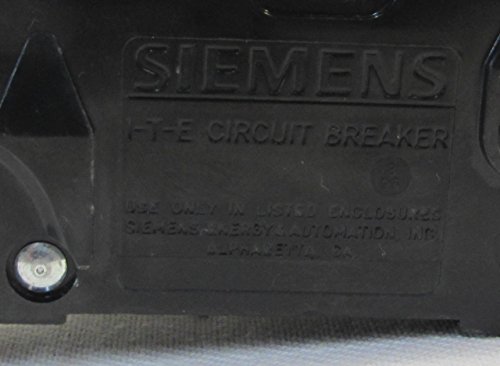 SIEMENS
I-T-E CIRCUIT BREAKER
USE ONLY IN LISTED ENCLOSURES
SIEMENS ENERGY & AUTOMATION, INC
ALPHARETTA, GA